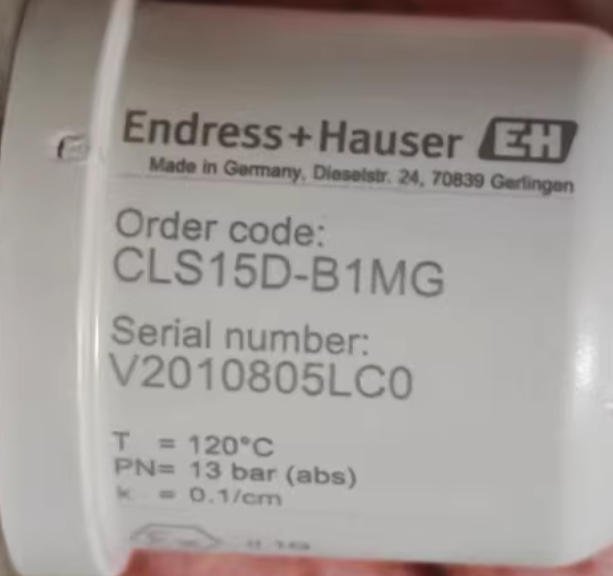 Endress+Hauser EH
Made in Germany, Dieselstr. 24, 70839 Gerlingen
Order code:
CLS15D-B1MG
Serial number:
V2010805LC0
T = 120°C
PN= 13 bar (abs)
k = 0.1/cm